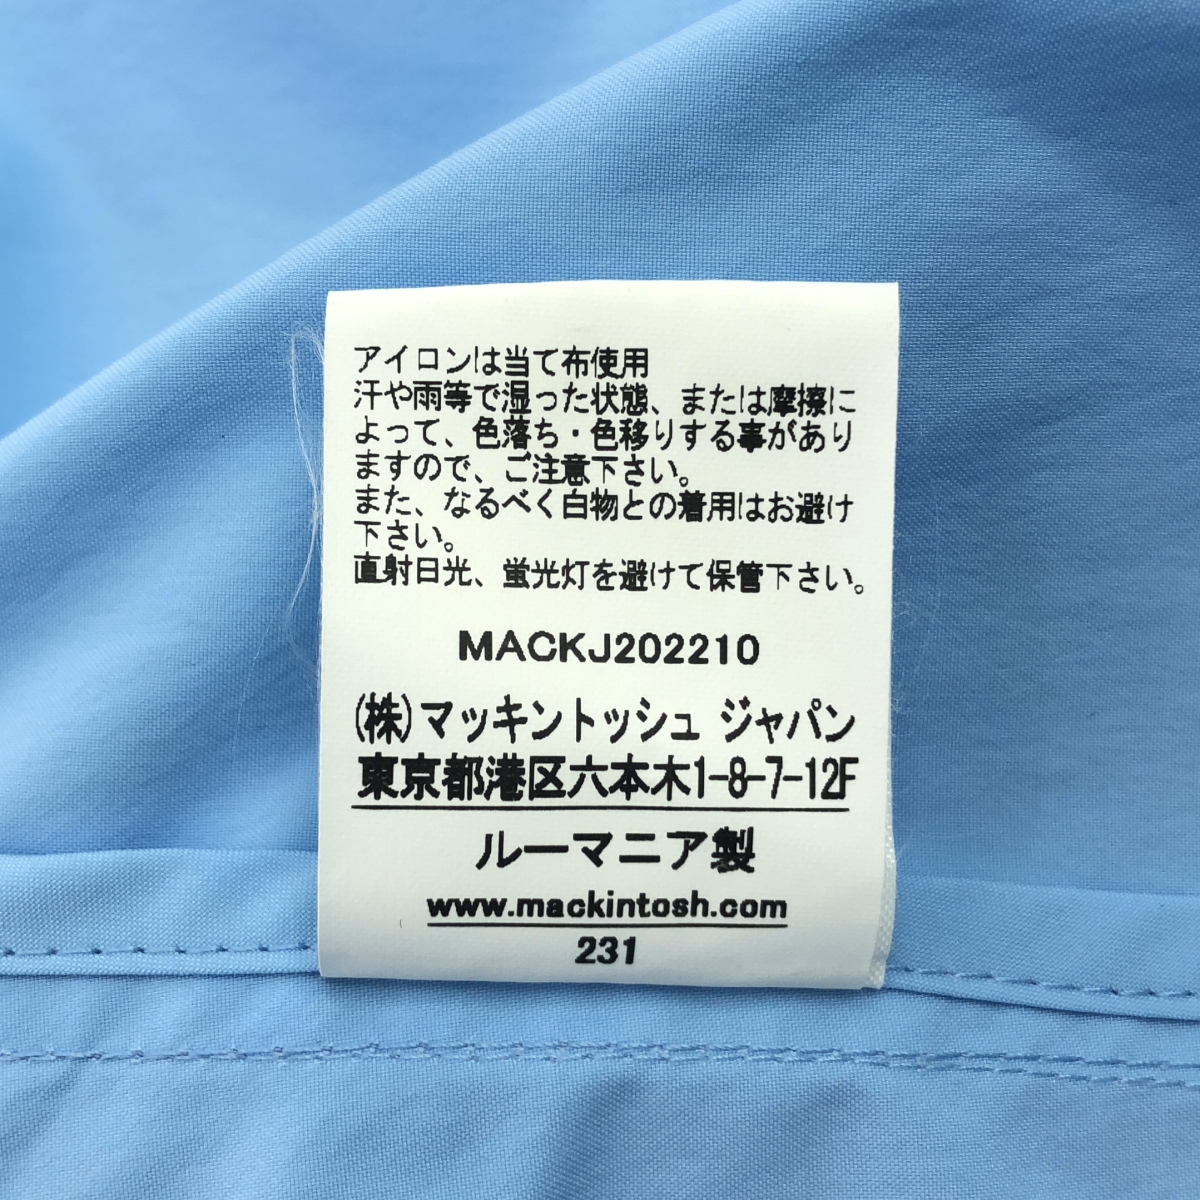 アイロンは当て布使用
汗や雨等で湿った状態、または摩擦に
よって、色落ち・色移りする事があり
ますので、ご注意下さい。
また、なるべく白物との着用はお避け
下さい。
直射日光、蛍光灯を避けて保管下さい。
MACKJ202210
(株)マッキントッシュ ジャパン
東京都港区六本木1-8-7-12F
ルーマニア製
www.mackintosh.com
231